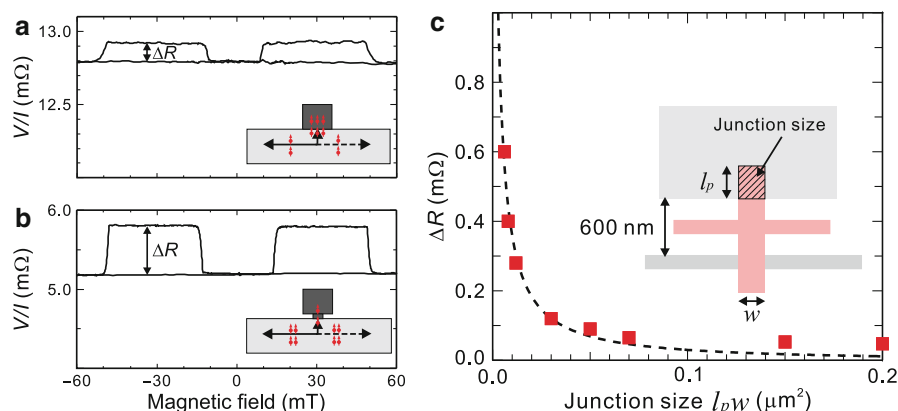 a
13.0
12.5
V/I (mΩ)
ΔR
b
6.0
5.0
V/I (mΩ)
ΔR
−60
−30
0
30
60
Magnetic field (mT)
c
0.8
0.6
0.4
0.2
0.0
ΔR (mΩ)
Junction size
lp
600 nm
w
0.0
0.1
0.2
Junction size lpw (μm²)